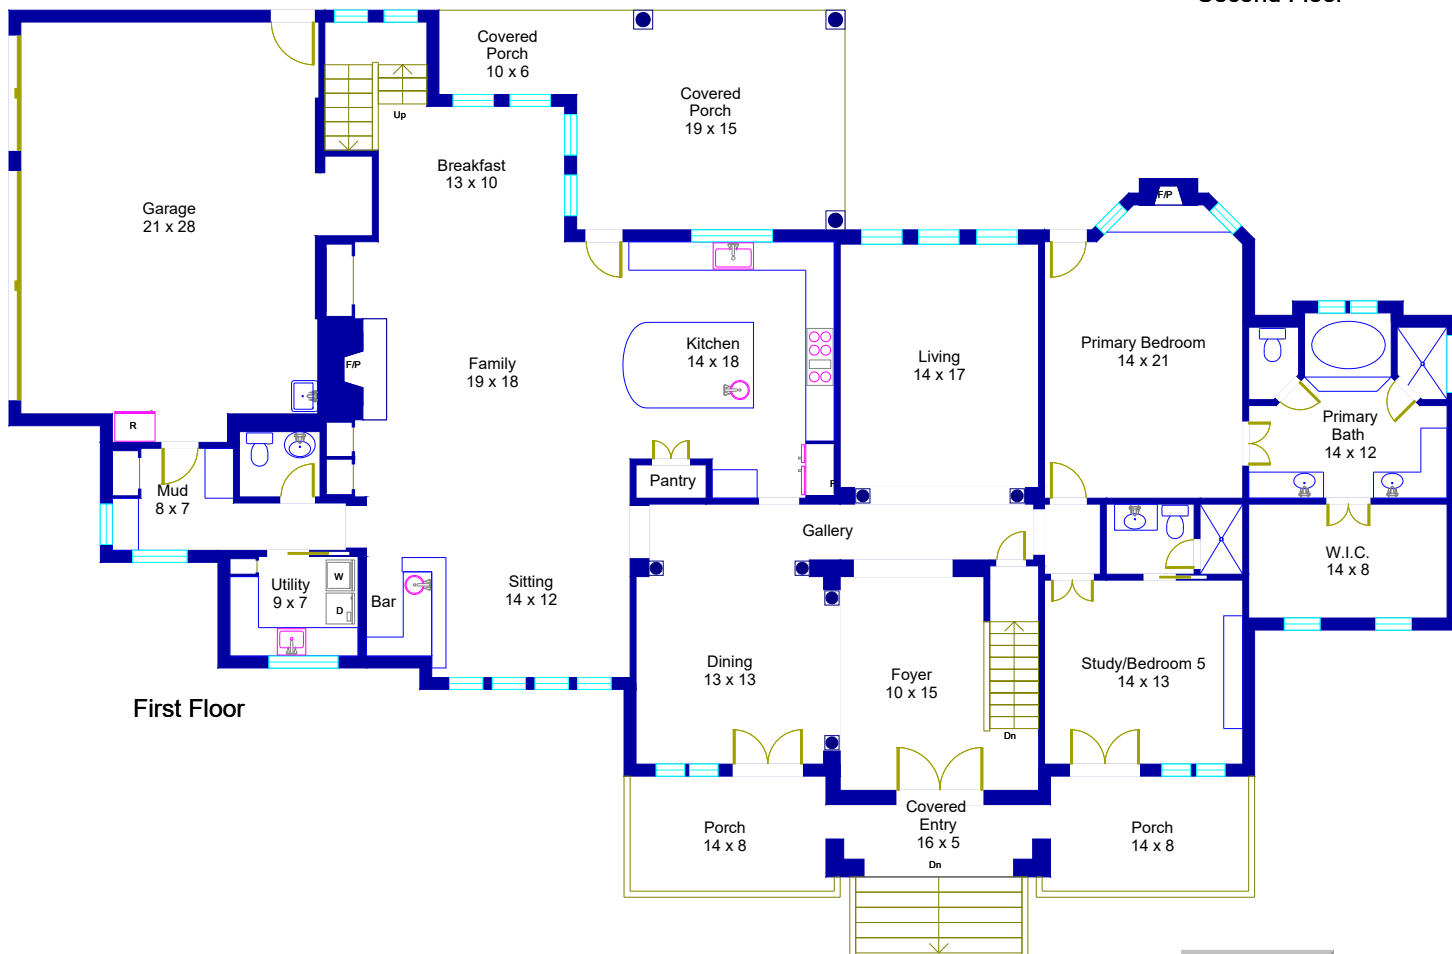 Second Floor
Covered
Porch
10 x 6
Covered
Porch
19 x 15
Up
Breakfast
13 x 10
Garage
21 x 28
F/P
Kitchen
14 x 18
Primary Bedroom
14 x 21
Living
14 x 17
Family
19 x 18
F/P
R
Primary
Bath
14 x 12
Pantry
Mud
8 x 7
Gallery
W.I.C.
14 x 8
Utility
9 x 7
W
D
Bar
Sitting
14 x 12
Dining
13 x 13
Foyer
10 x 15
Study/Bedroom 5
14 x 13
Dn
First Floor
Porch
14 x 8
Covered
Entry
16 x 5
Dn
Porch
14 x 8